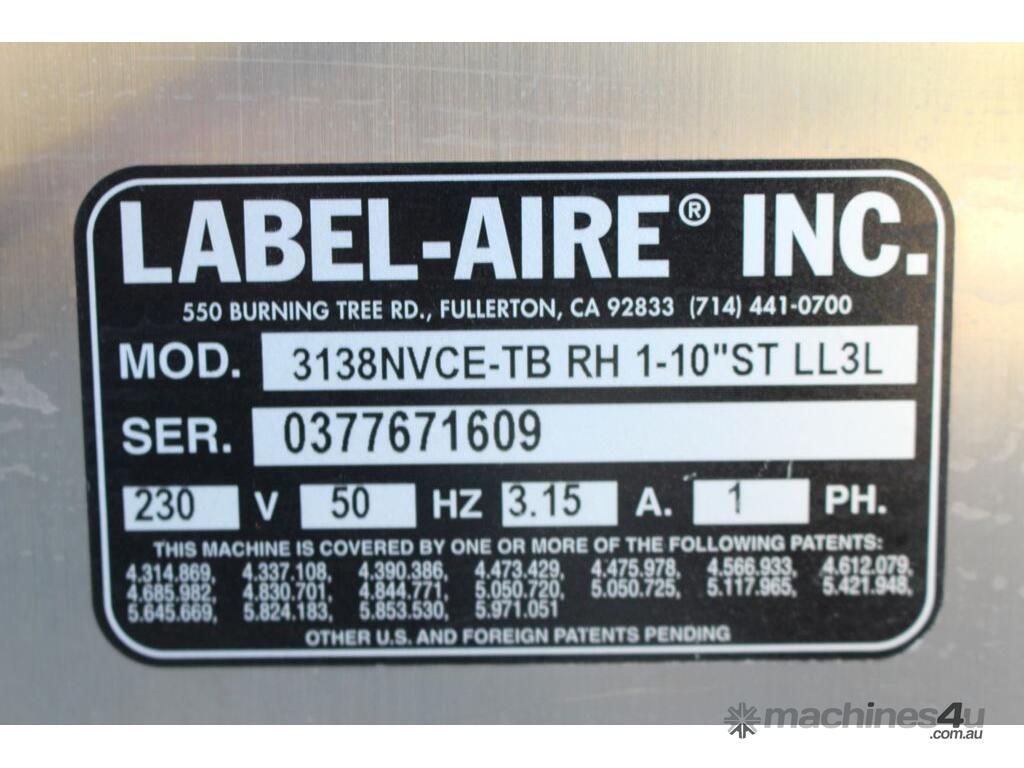 LABEL-AIRE® INC.
550 BURNING TREE RD., FULLERTON, CA 92833 (714) 441-0700
MOD. 3138NVCE-TB RH 1-10"ST LL3L
SER. 0377671609
230 V 50 HZ 3.15 A. 1 PH.
THIS MACHINE IS COVERED BY ONE OR MORE OF THE FOLLOWING PATENTS:
4.314.869, 4.337.108, 4.390.386, 4.473.429, 4.475.978, 4.566.933, 4.612.079,
4.685.982, 4.830.701, 4.844.771, 5.050.720, 5.050.725, 5.117.965, 5.421.948,
5.645.669, 5.824.183, 5.853.530, 5.971.051
OTHER U.S. AND FOREIGN PATENTS PENDING
machines4u
.com.au